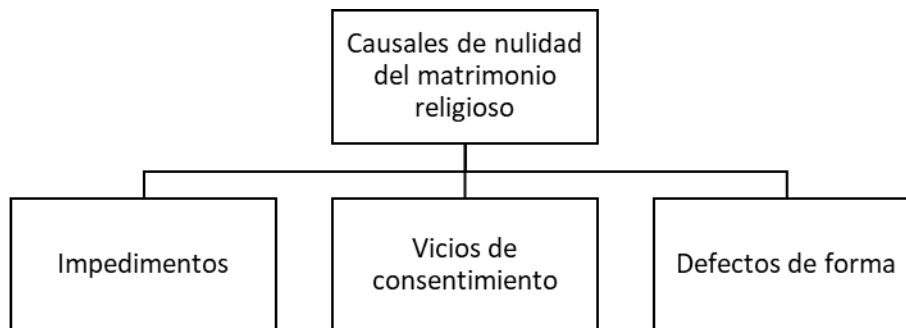 Causales de nulidad
del matrimonio
religioso
Impedimentos
Vicios de
consentimiento
Defectos de forma